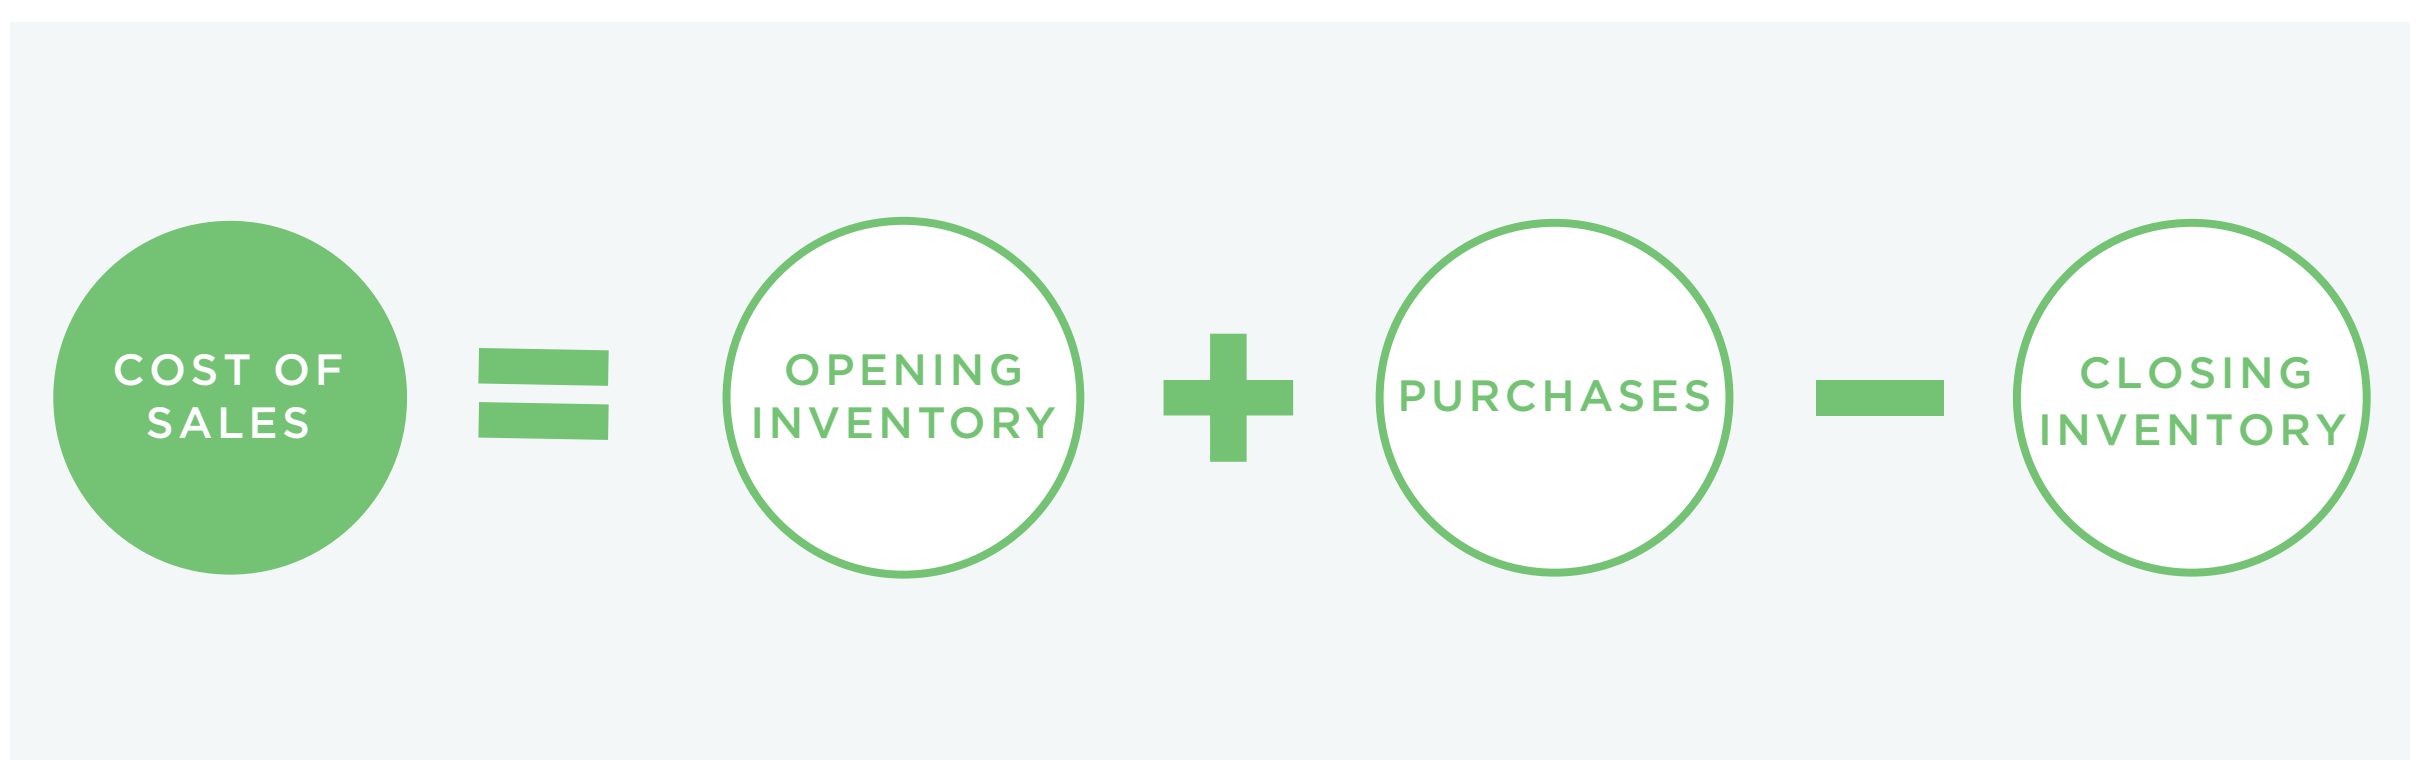 COST OF
SALES
OPENING
INVENTORY
PURCHASES
CLOSING
INVENTORY